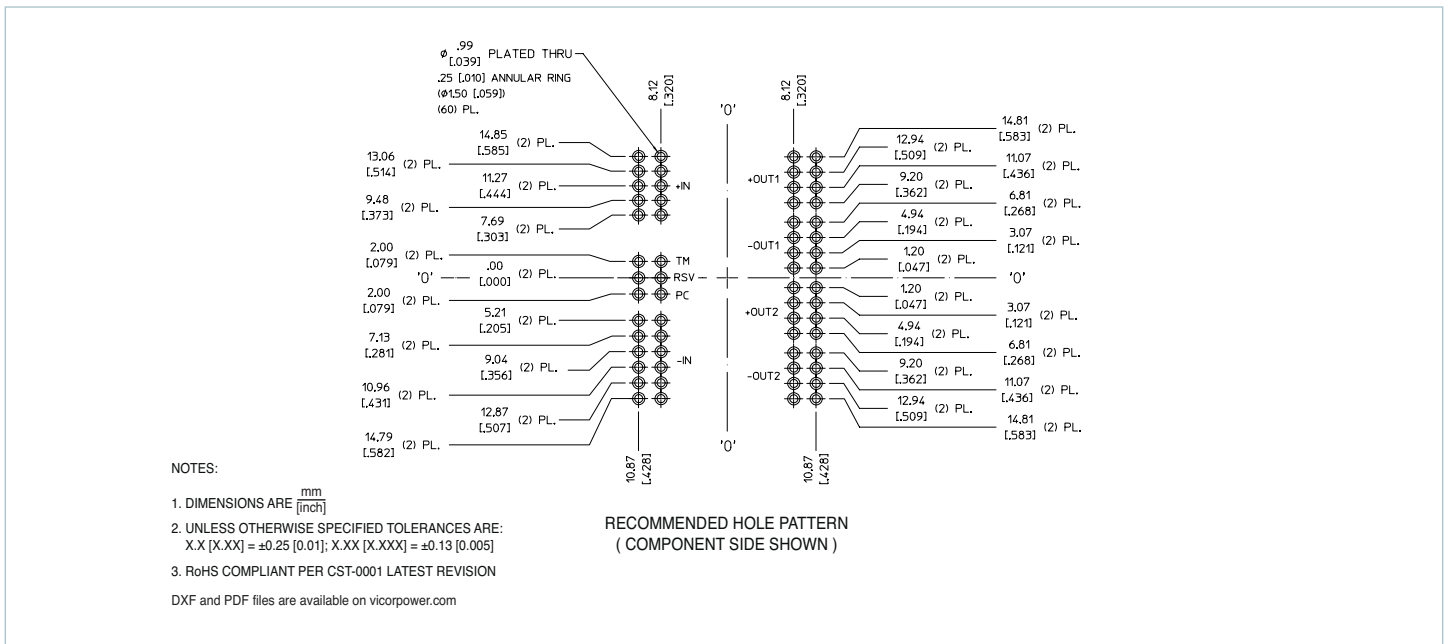 ø .99 [.039] PLATED THRU
.25 [.010] ANNULAR RING
(ø1.50 [.059])
(60) PL.
8.12 [.320]
8.12 [.320]
'0'
14.85 [.585] (2) PL.
13.06 [.514] (2) PL.
11.27 [.444] (2) PL.
+IN
9.48 [.373] (2) PL.
7.69 [.303] (2) PL.
2.00 [.079] (2) PL.
TM
'0'
.00 [.000] (2) PL.
RSV
2.00 [.079] (2) PL.
PC
5.21 [.205] (2) PL.
7.13 [.281] (2) PL.
9.04 [.356] (2) PL.
-IN
10.96 [.431] (2) PL.
12.87 [.507] (2) PL.
14.79 [.582] (2) PL.
10.87 [.428]
14.81 [.583] (2) PL.
12.94 [.509] (2) PL.
+OUT1
11.07 [.436] (2) PL.
9.20 [.362] (2) PL.
6.81 [.268] (2) PL.
4.94 [.194] (2) PL.
-OUT1
3.07 [.121] (2) PL.
1.20 [.047] (2) PL.
'0'
1.20 [.047] (2) PL.
+OUT2
3.07 [.121] (2) PL.
4.94 [.194] (2) PL.
6.81 [.268] (2) PL.
9.20 [.362] (2) PL.
-OUT2
11.07 [.436] (2) PL.
12.94 [.509] (2) PL.
14.81 [.583] (2) PL.
'0'
10.87 [.428]
NOTES:
1. DIMENSIONS ARE mm [inch]
2. UNLESS OTHERWISE SPECIFIED TOLERANCES ARE:
X.X [X.XX] = ±0.25 [0.01]; X.XX [X.XXX] = ±0.13 [0.005]
3. RoHS COMPLIANT PER CST-0001 LATEST REVISION
DXF and PDF files are available on vicorpower.com
RECOMMENDED HOLE PATTERN
( COMPONENT SIDE SHOWN )